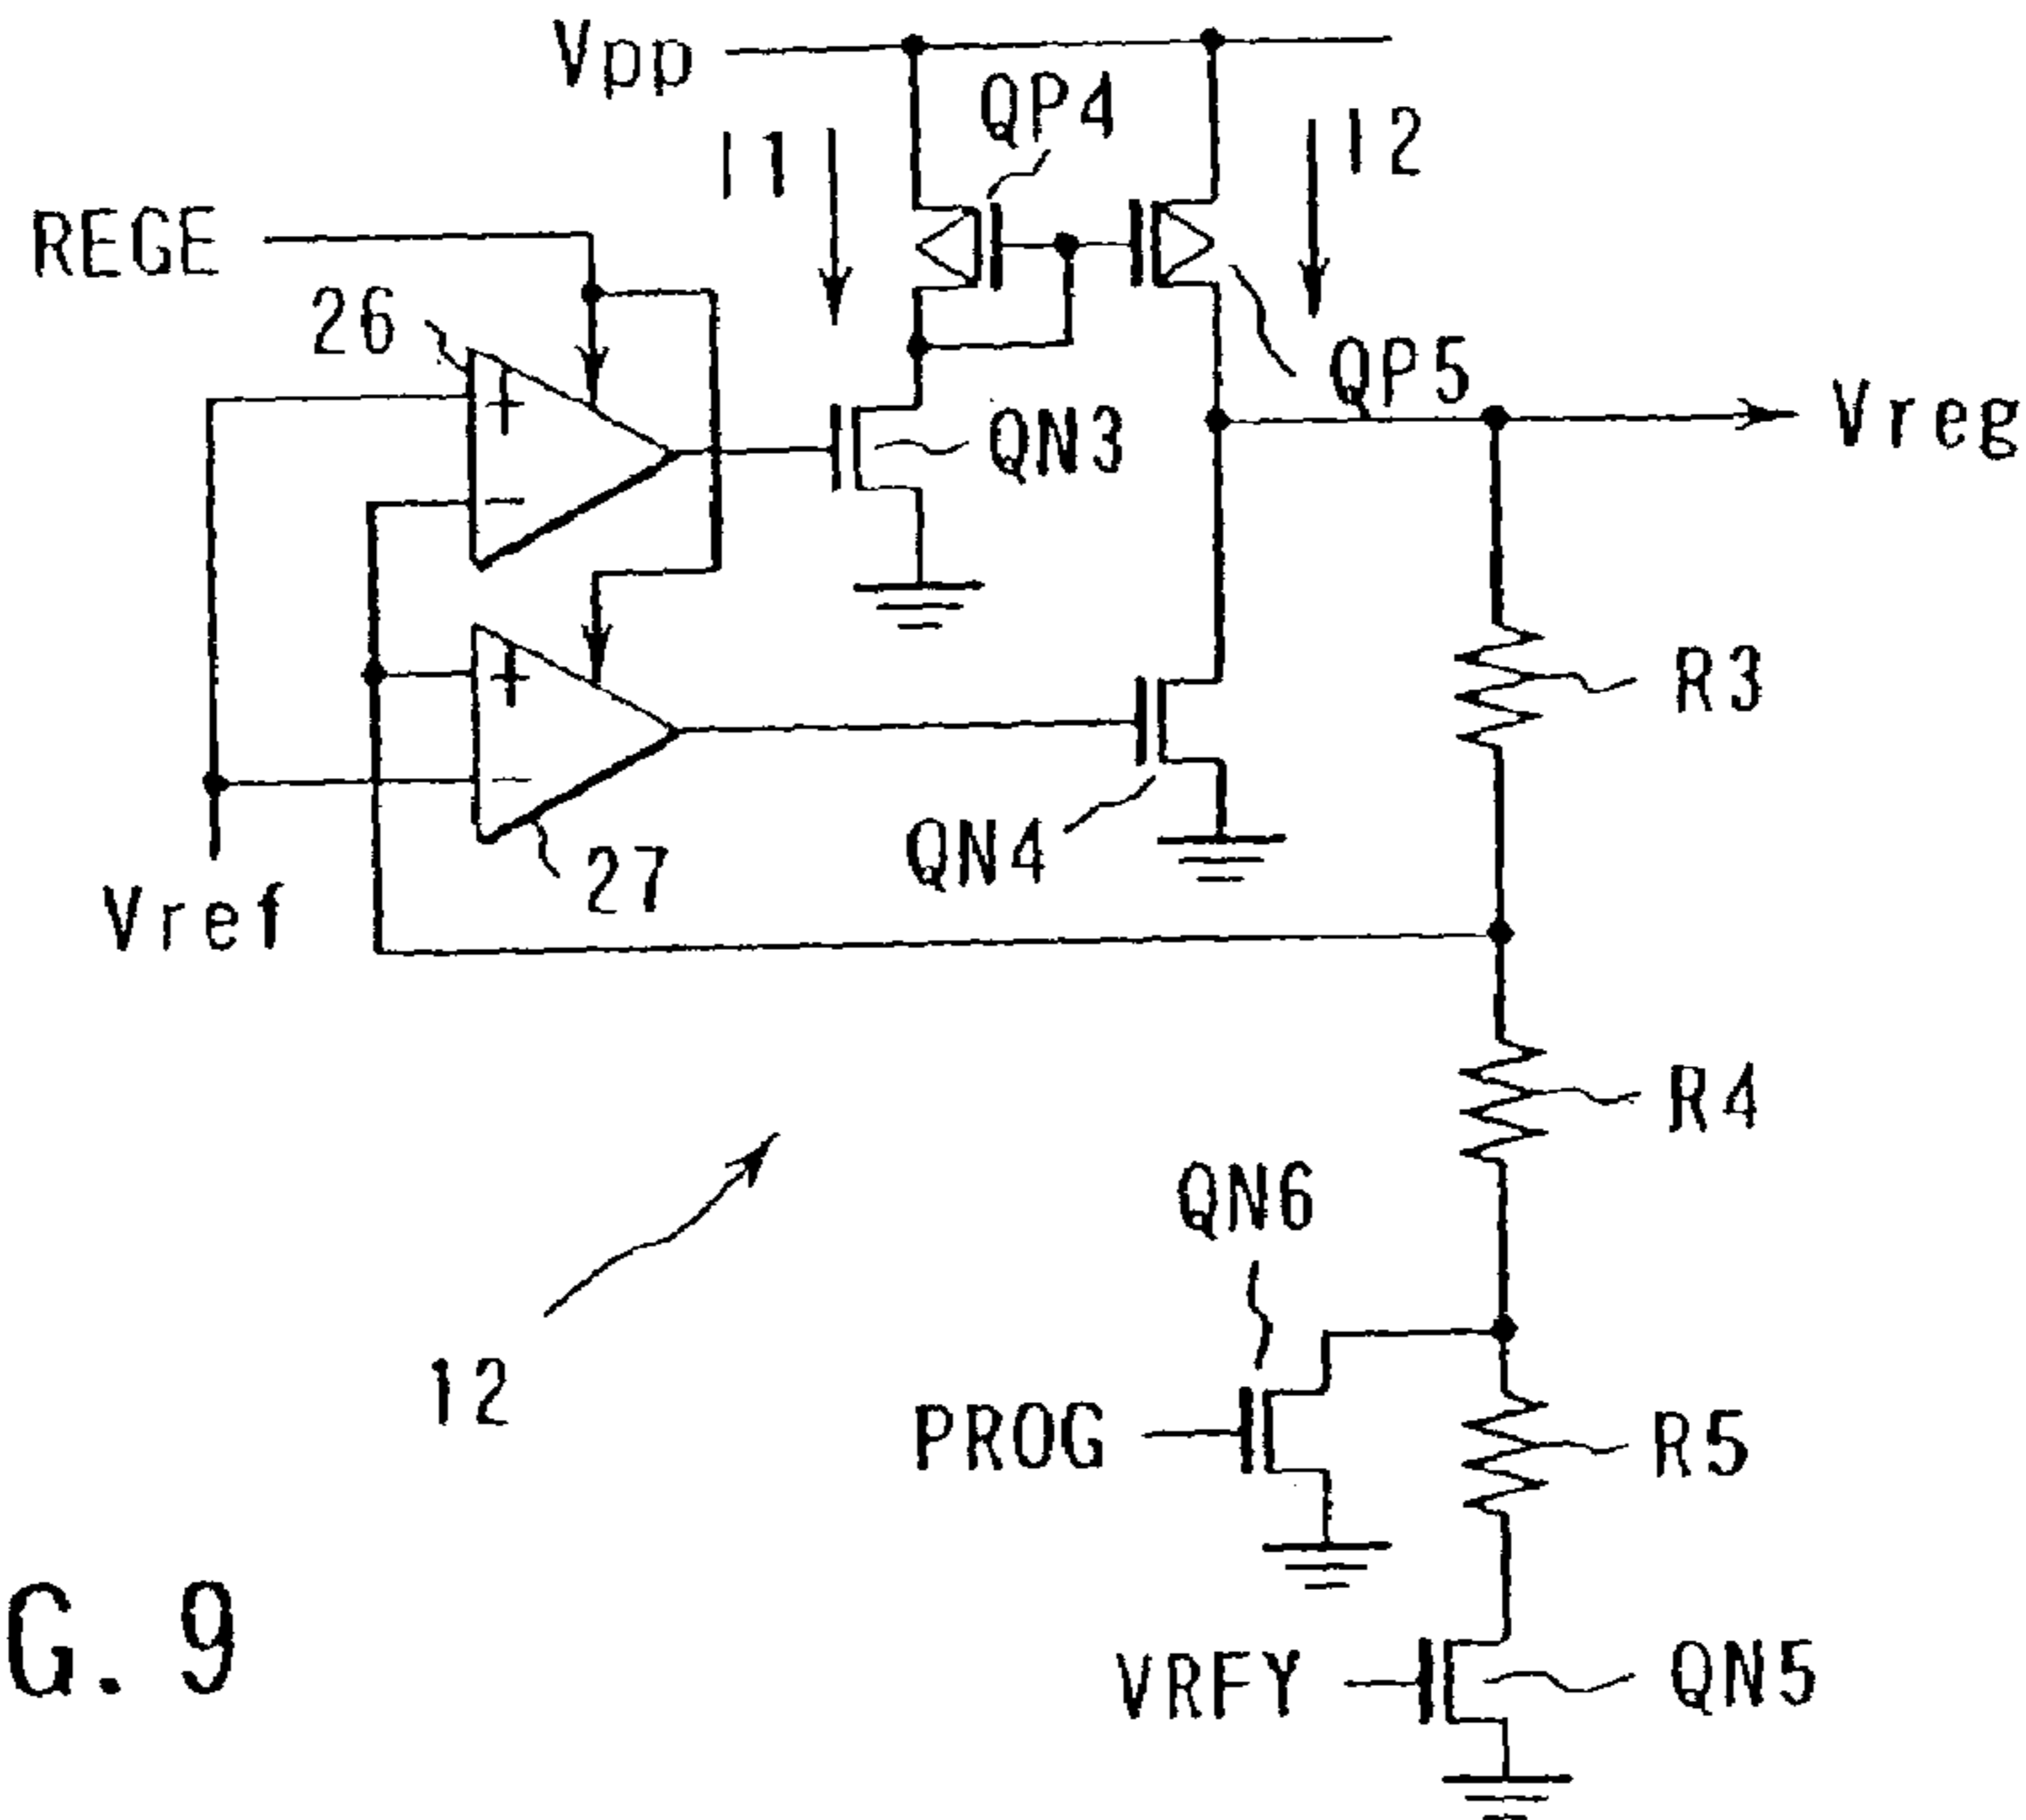 Vpp
QP4
I1
I2
REGE
26
QP5
Vreg
QN3
+
−
R3
+
−
QN4
27
Vref
R4
QN6
12
PROG
R5
G. 9
VRFY
QN5